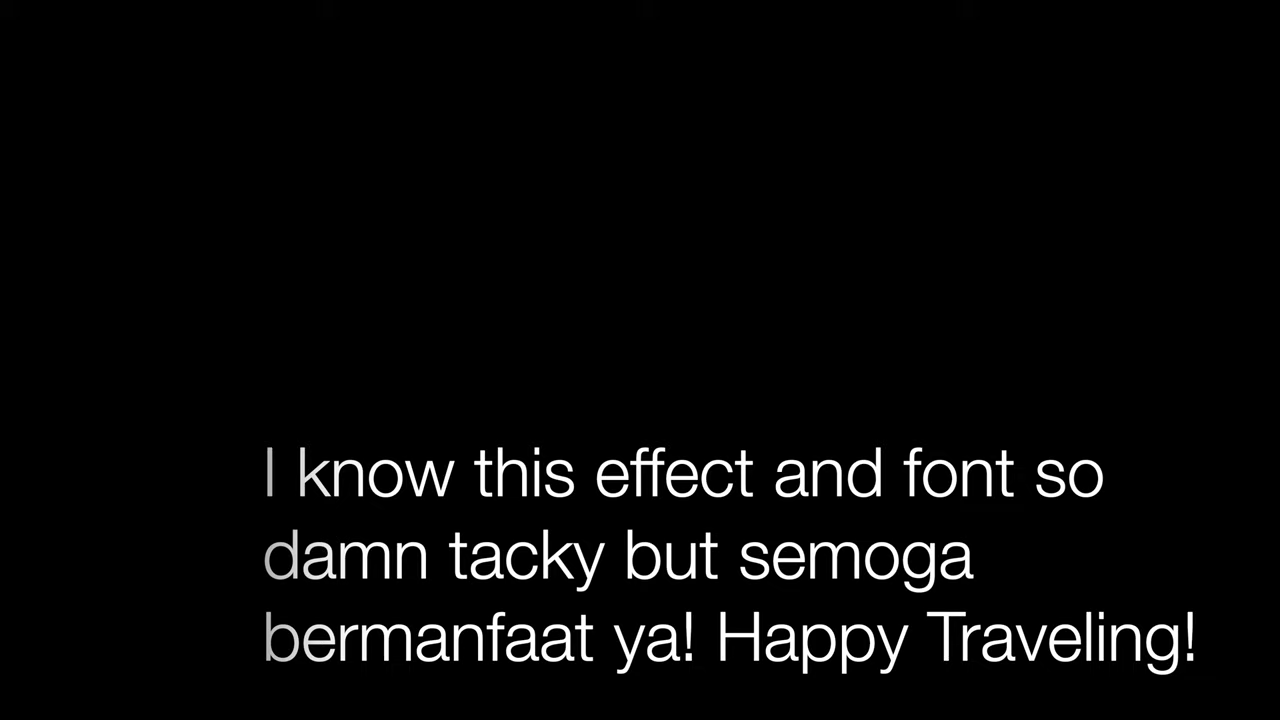 I know this effect and font so
damn tacky but semoga
bermanfaat ya! Happy Traveling!